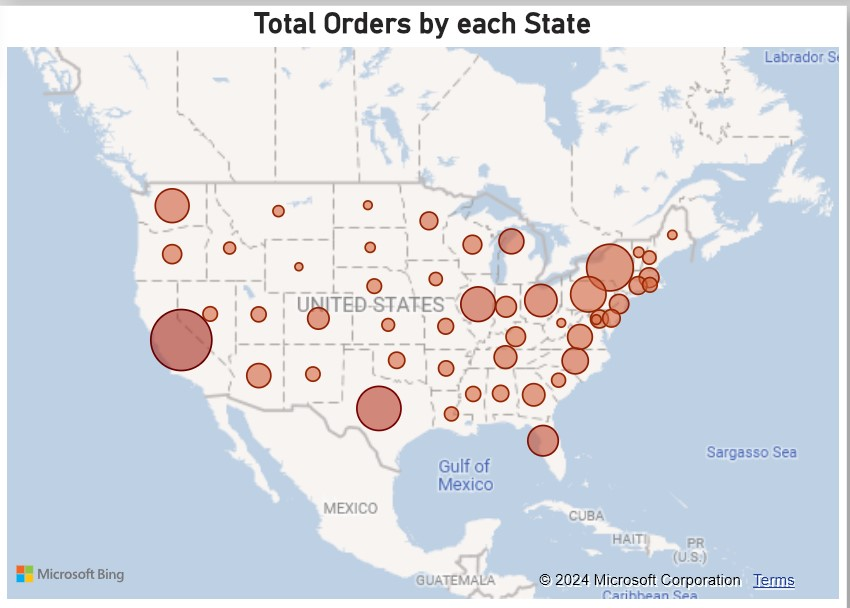 Total Orders by each State
Labrador Se
UNITED STATES
Gulf of
Mexico
Sargasso Sea
MEXICO
CUBA
HAITI
PR
(U.S.)
GUATEMALA
Microsoft Bing
© 2024 Microsoft Corporation Terms
Caribbean Sea